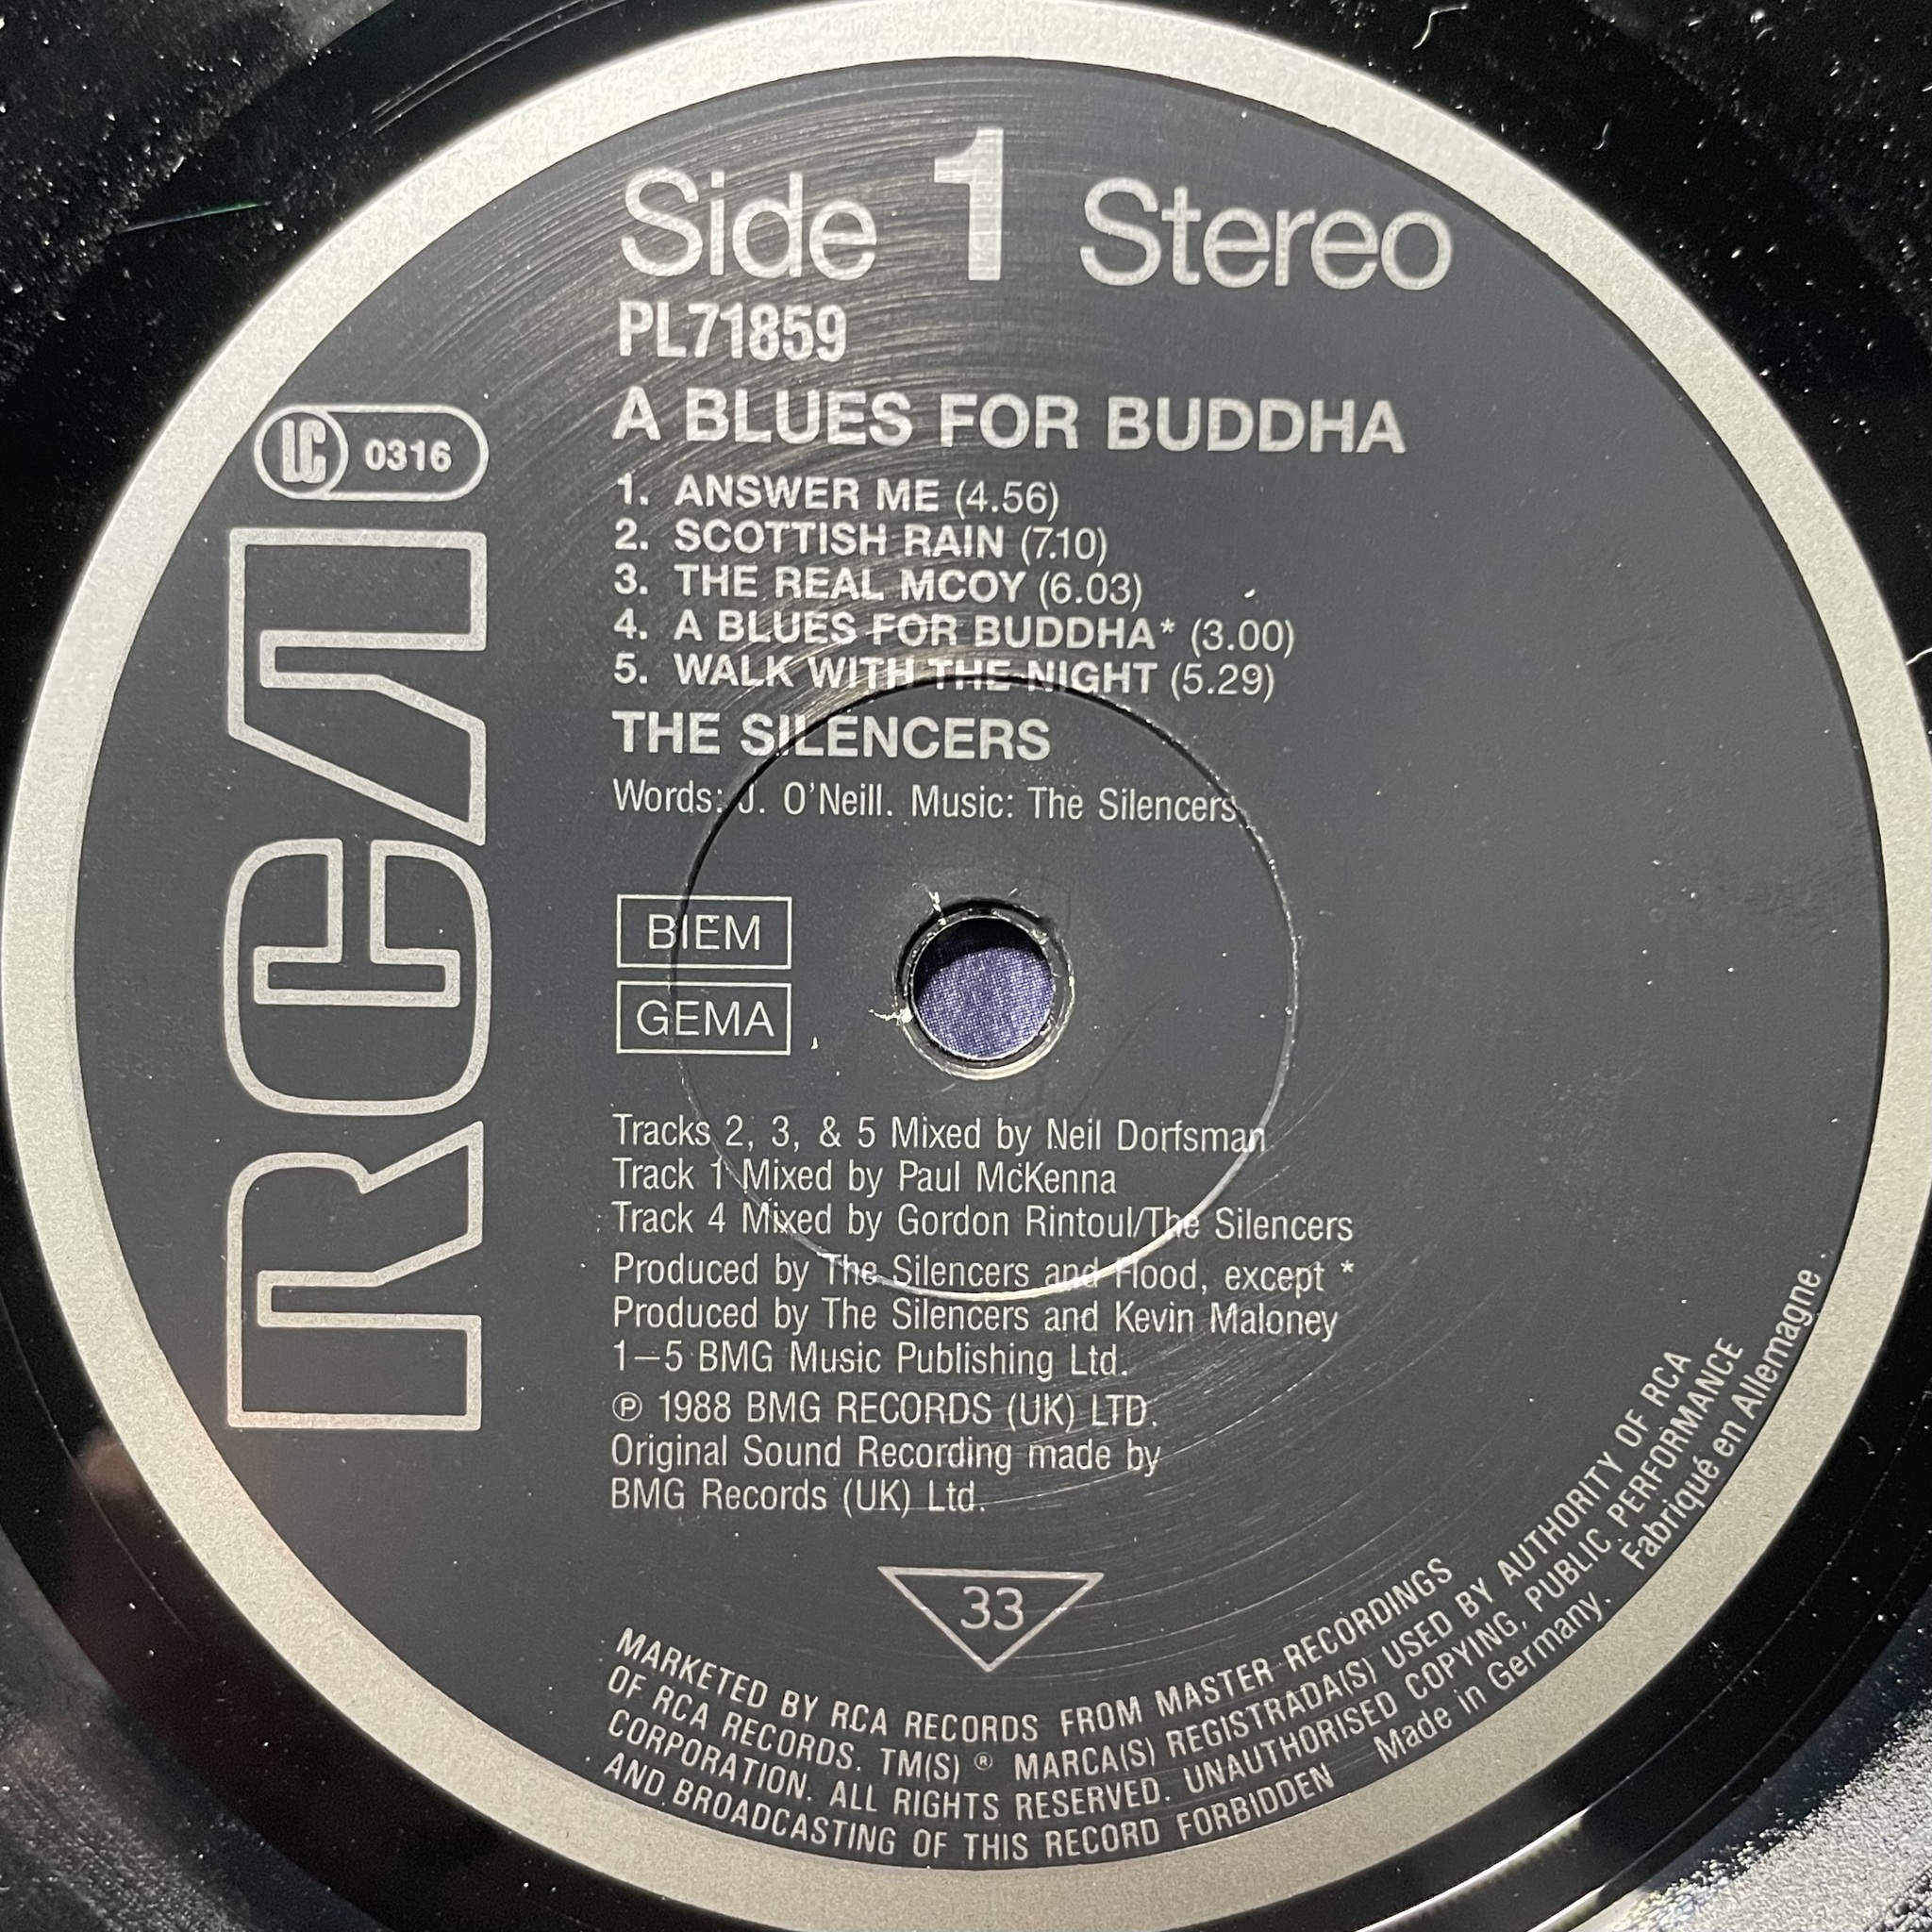 Side 1 Stereo
PL71859
A BLUES FOR BUDDHA
LC 0316
1. ANSWER ME (4.56)
2. SCOTTISH RAIN (7.10)
3. THE REAL MCOY (6.03)
4. A BLUES FOR BUDDHA* (3.00)
5. WALK WITH THE NIGHT (5.29)
THE SILENCERS
Words: J. O'Neill. Music: The Silencers
RCA
BIEM
GEMA
Tracks 2, 3, & 5 Mixed by Neil Dorfsman
Track 1 Mixed by Paul McKenna
Track 4 Mixed by Gordon Rintoul/The Silencers
Produced by The Silencers and Flood, except *
Produced by The Silencers and Kevin Maloney
1–5 BMG Music Publishing Ltd.
℗ 1988 BMG RECORDS (UK) LTD.
Original Sound Recording made by
BMG Records (UK) Ltd.
33
MARKETED BY RCA RECORDS FROM MASTER RECORDINGS
OF RCA RECORDS. TM(S) ® MARCA(S) REGISTRADA(S) USED BY AUTHORITY OF RCA
CORPORATION. ALL RIGHTS RESERVED. UNAUTHORISED COPYING, PUBLIC PERFORMANCE
AND BROADCASTING OF THIS RECORD FORBIDDEN Made in Germany. Fabriqué en Allemagne